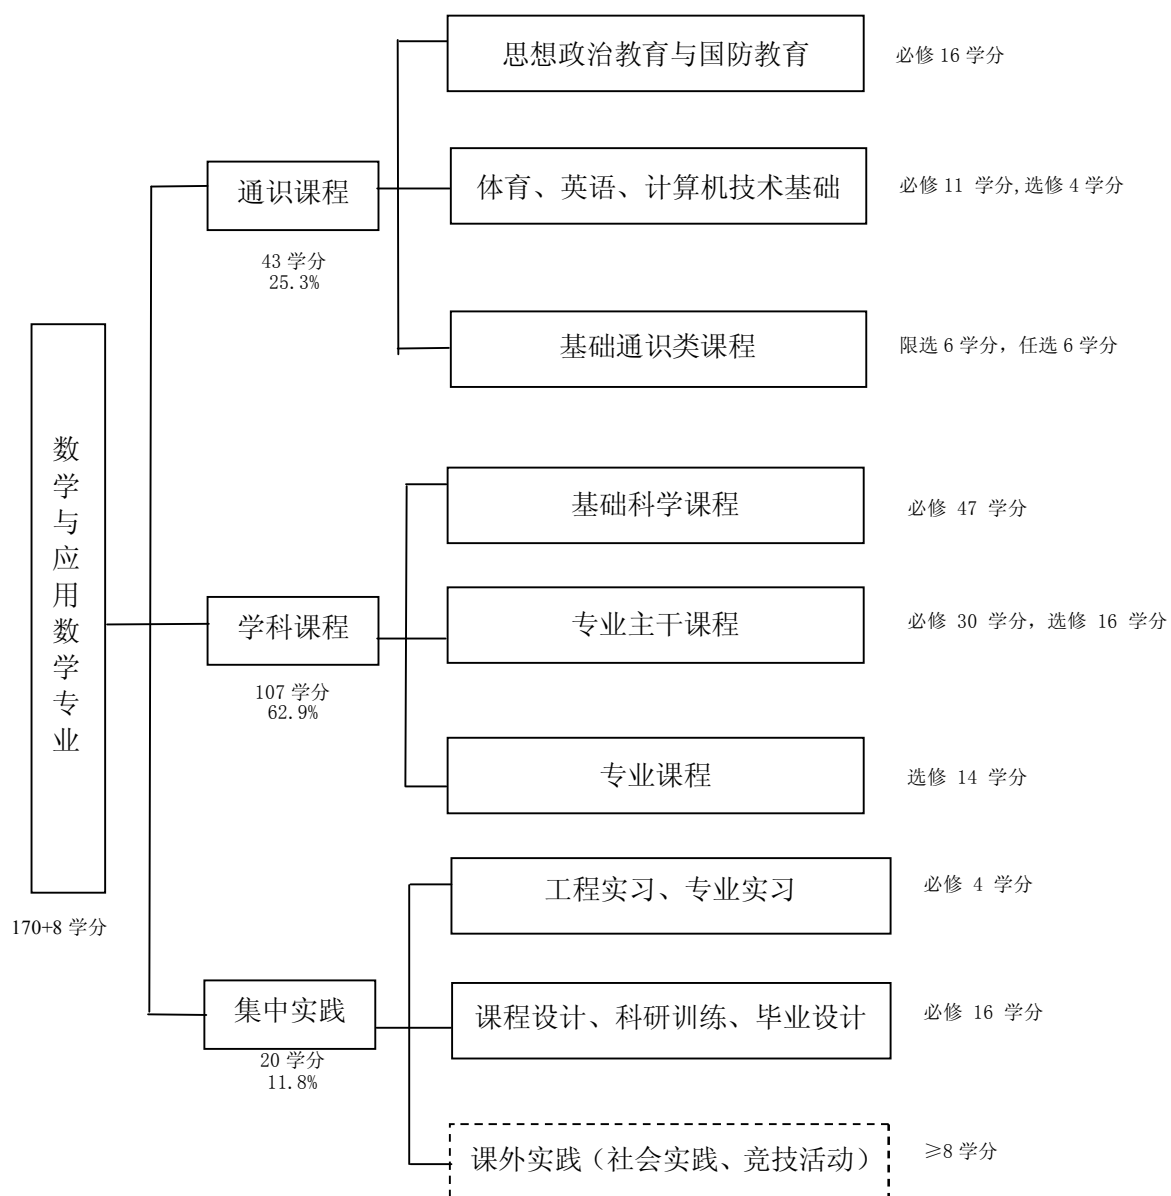 数学与应用数学专业
170+8 学分
通识课程
43 学分
25.3%
思想政治教育与国防教育
必修 16 学分
体育、英语、计算机技术基础
必修 11 学分,选修 4 学分
基础通识类课程
限选 6 学分，任选 6 学分
学科课程
107 学分
62.9%
基础科学课程
必修 47 学分
专业主干课程
必修 30 学分，选修 16 学分
专业课程
选修 14 学分
集中实践
20 学分
11.8%
工程实习、专业实习
必修 4 学分
课程设计、科研训练、毕业设计
必修 16 学分
课外实践（社会实践、竞技活动）
≥8 学分